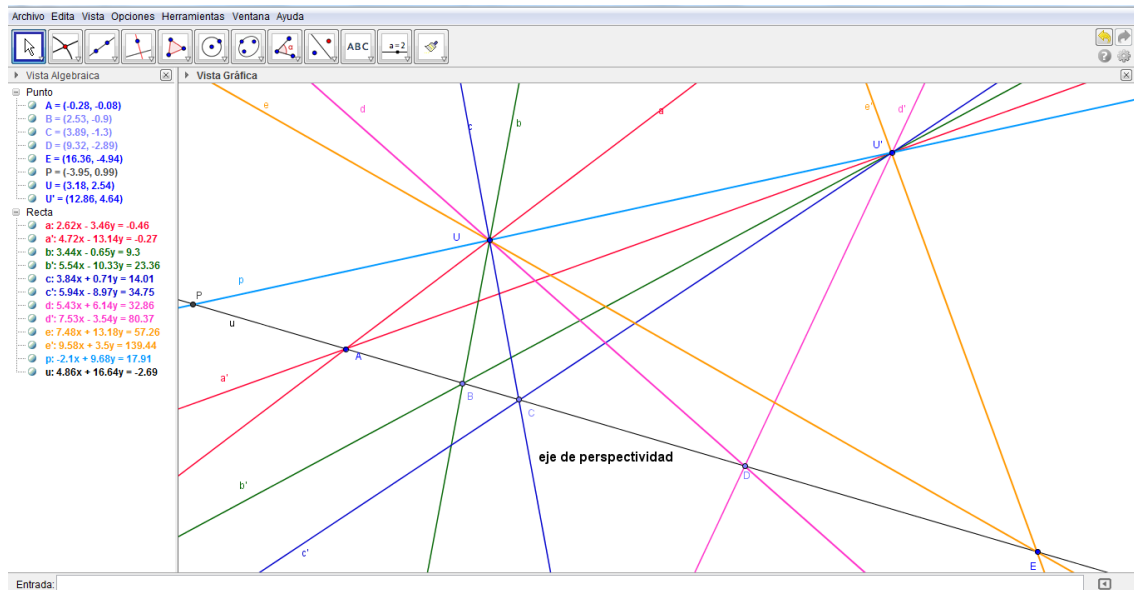 Archivo Edita Vista Opciones Herramientas Ventana Ayuda
ABC
a=2
α
Vista Algebraica
Vista Gráfica
Punto
A = (-0.28, -0.08)
B = (2.53, -0.9)
C = (3.89, -1.3)
D = (9.32, -2.89)
E = (16.36, -4.94)
P = (-3.95, 0.99)
U = (3.18, 2.54)
U' = (12.86, 4.64)
Recta
a: 2.62x - 3.46y = -0.46
a': 4.72x - 13.14y = -0.27
b: 3.44x - 0.65y = 9.3
b': 5.54x - 10.33y = 23.36
c: 3.84x + 0.71y = 14.01
c': 5.94x - 8.97y = 34.75
d: 5.43x + 6.14y = 32.86
d': 7.53x - 3.54y = 80.37
e: 7.48x + 13.18y = 57.26
e': 9.58x + 3.5y = 139.44
p: -2.1x + 9.68y = 17.91
u: 4.86x + 16.64y = -2.69
e
d
c
b
a
e'
d'
U'
U
p
P
u
A
a'
B
C
eje de perspectividad
D
b'
c'
E
Entrada: